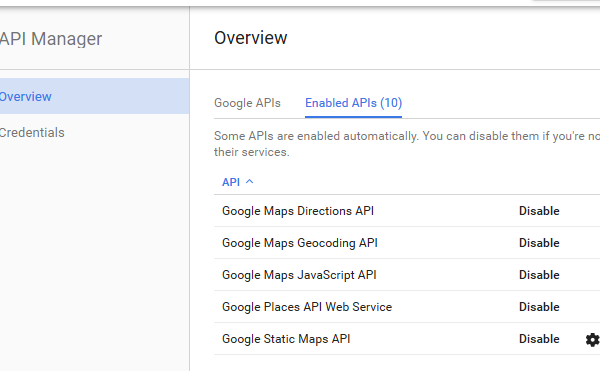 API Manager
Overview
Overview
Credentials
Google APIs
Enabled APIs (10)
Some APIs are enabled automatically. You can disable them if you're no
their services.
API
Google Maps Directions API Disable
Google Maps Geocoding API Disable
Google Maps JavaScript API Disable
Google Places API Web Service Disable
Google Static Maps API Disable